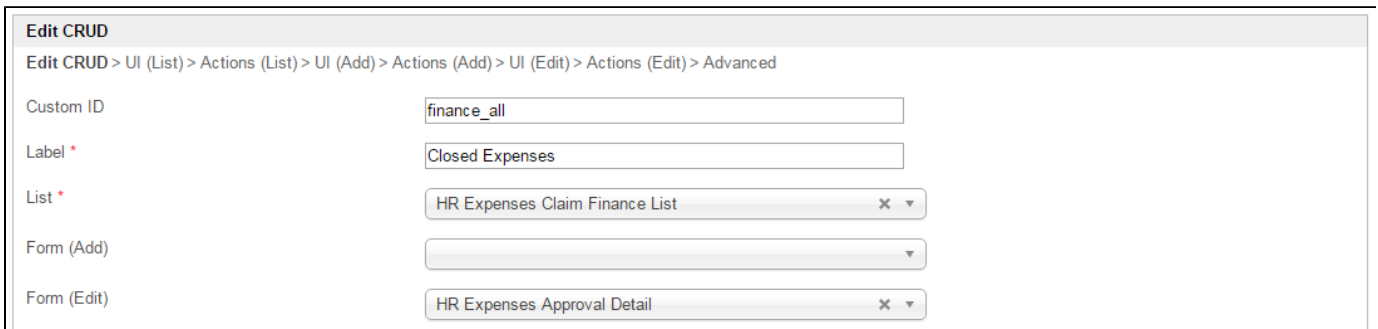 Edit CRUD
Edit CRUD > UI (List) > Actions (List) > UI (Add) > Actions (Add) > UI (Edit) > Actions (Edit) > Advanced
Custom ID finance_all
Label * Closed Expenses
List * HR Expenses Claim Finance List
Form (Add)
Form (Edit) HR Expenses Approval Detail